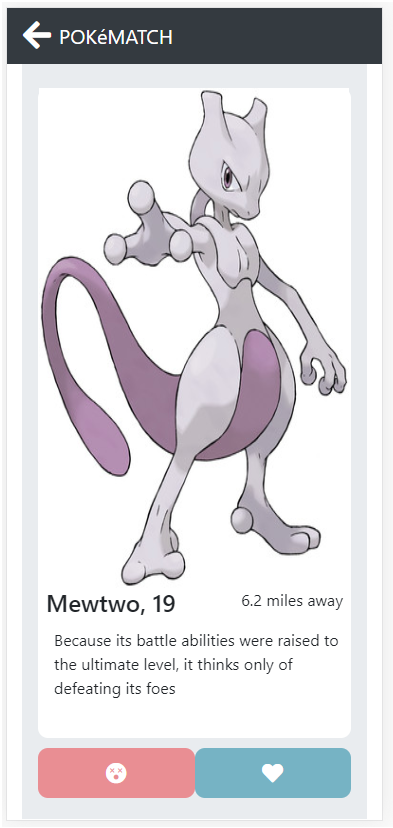 POKéMATCH
Mewtwo, 19
6.2 miles away
Because its battle abilities were raised to
the ultimate level, it thinks only of
defeating its foes